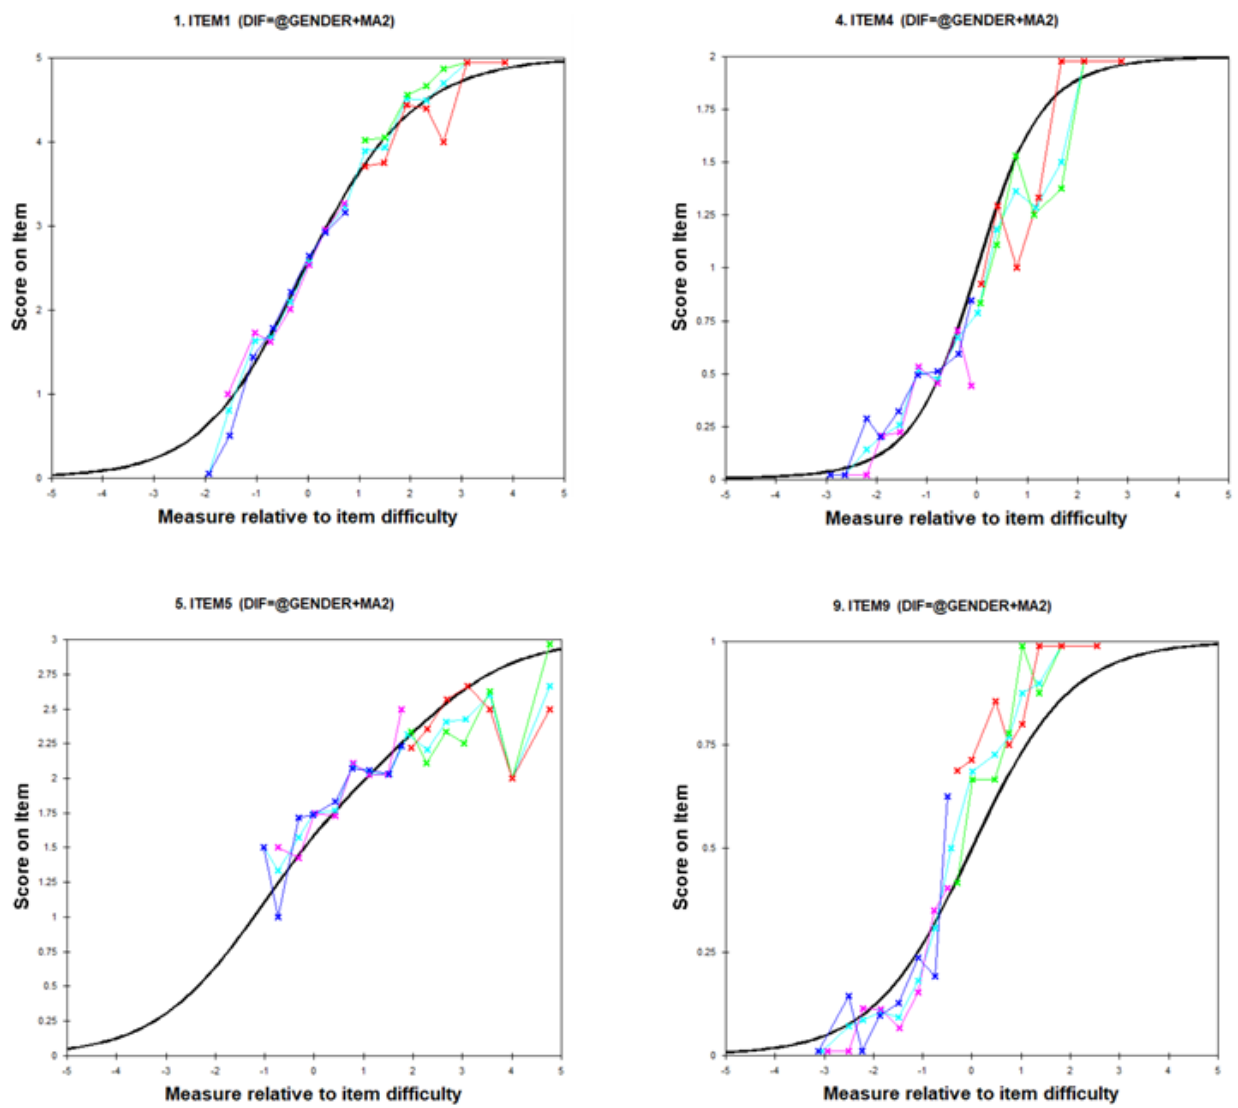 1. ITEM1 (DIF=@GENDER+MA2)
5
4
3
2
1
0
Score on Item
-5 -4 -3 -2 -1 0 1 2 3 4 5
Measure relative to item difficulty
4. ITEM4 (DIF=@GENDER+MA2)
2
1.75
1.5
1.25
1
0.75
0.5
0.25
0
Score on Item
-5 -4 -3 -2 -1 0 1 2 3 4 5
Measure relative to item difficulty
5. ITEM5 (DIF=@GENDER+MA2)
3
2.75
2.5
2.25
2
1.75
1.5
1.25
1
0.75
0.5
0.25
0
Score on Item
-5 -4 -3 -2 -1 0 1 2 3 4 5
Measure relative to item difficulty
9. ITEM9 (DIF=@GENDER+MA2)
1
0.75
0.5
0.25
0
Score on Item
-5 -4 -3 -2 -1 0 1 2 3 4 5
Measure relative to item difficulty